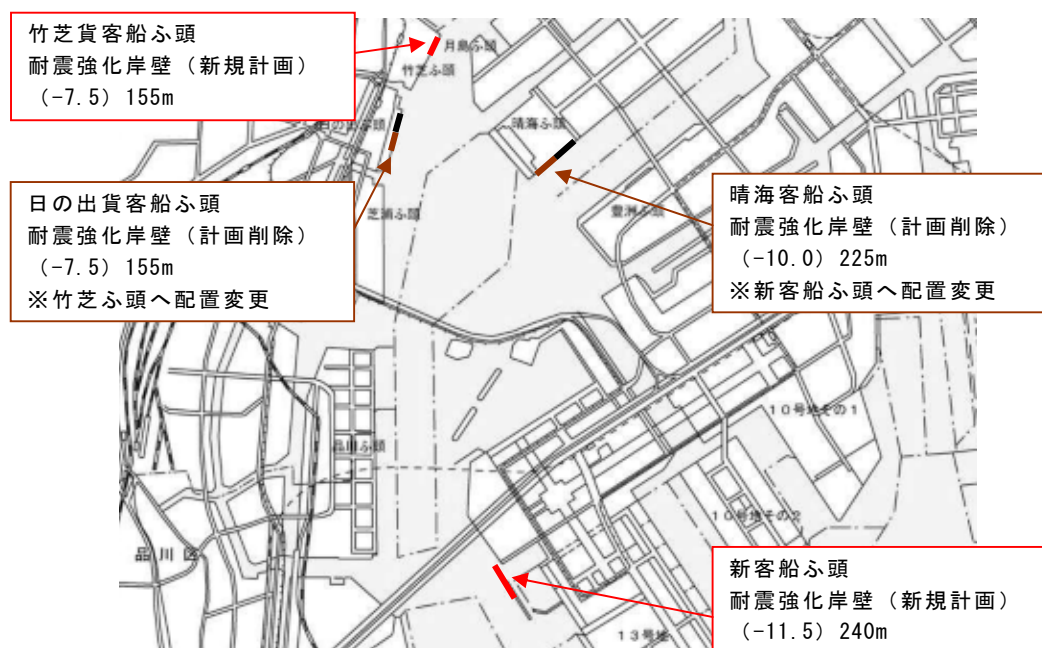 竹芝貨客船ふ頭
耐震強化岸壁（新規計画）
（-7.5）155m
月島ふ頭
竹芝ふ頭
日の出ふ頭
晴海ふ頭
日の出貨客船ふ頭
耐震強化岸壁（計画削除）
（-7.5）155m
※竹芝ふ頭へ配置変更
芝浦ふ頭
豊洲ふ頭
晴海客船ふ頭
耐震強化岸壁（計画削除）
（-10.0）225m
※新客船ふ頭へ配置変更
１０号地その１
品川ふ頭
１０号地その２
品川区
新客船ふ頭
耐震強化岸壁（新規計画）
（-11.5）240m
１３号地